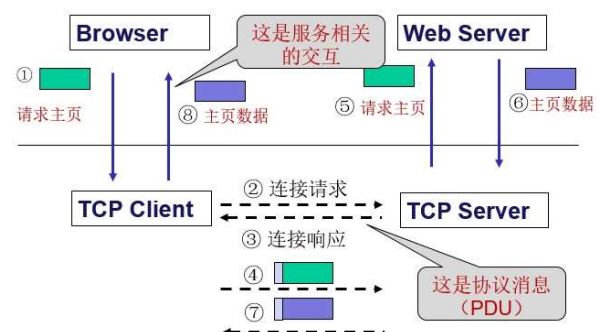 Browser
Web Server
这是服务相关
的交互
①
请求主页
⑧ 主页数据
⑤ 请求主页
⑥主页数据
② 连接请求
TCP Client
TCP Server
③ 连接响应
④
⑦
这是协议消息
（PDU）